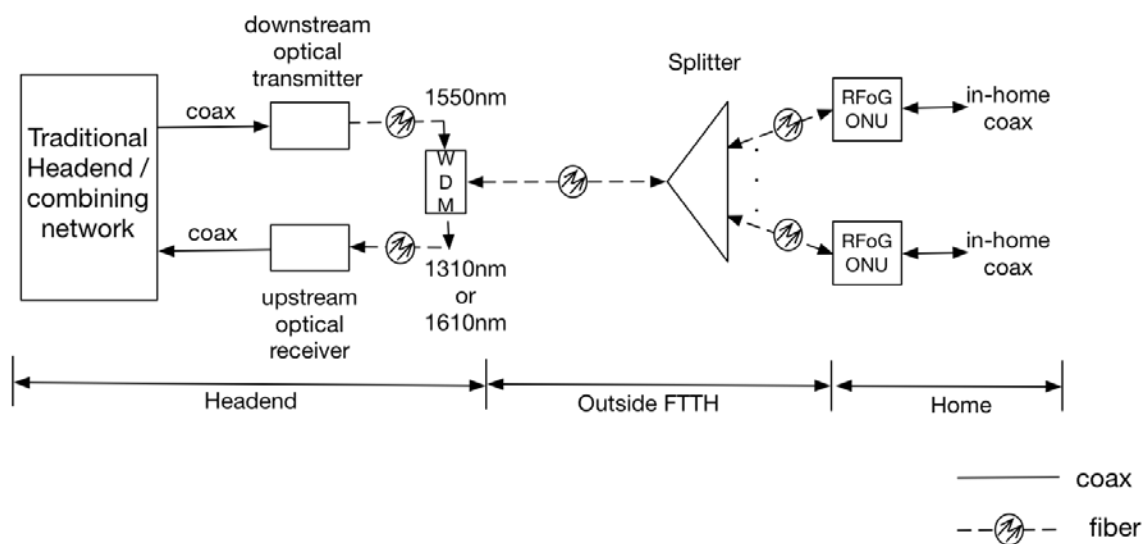 downstream
optical
transmitter
coax
1550nm
Traditional
Headend /
combining
network
W
D
M
coax
1310nm
or
1610nm
upstream
optical
receiver
Splitter
RFoG
ONU
in-home
coax
RFoG
ONU
in-home
coax
Headend
Outside FTTH
Home
coax
fiber